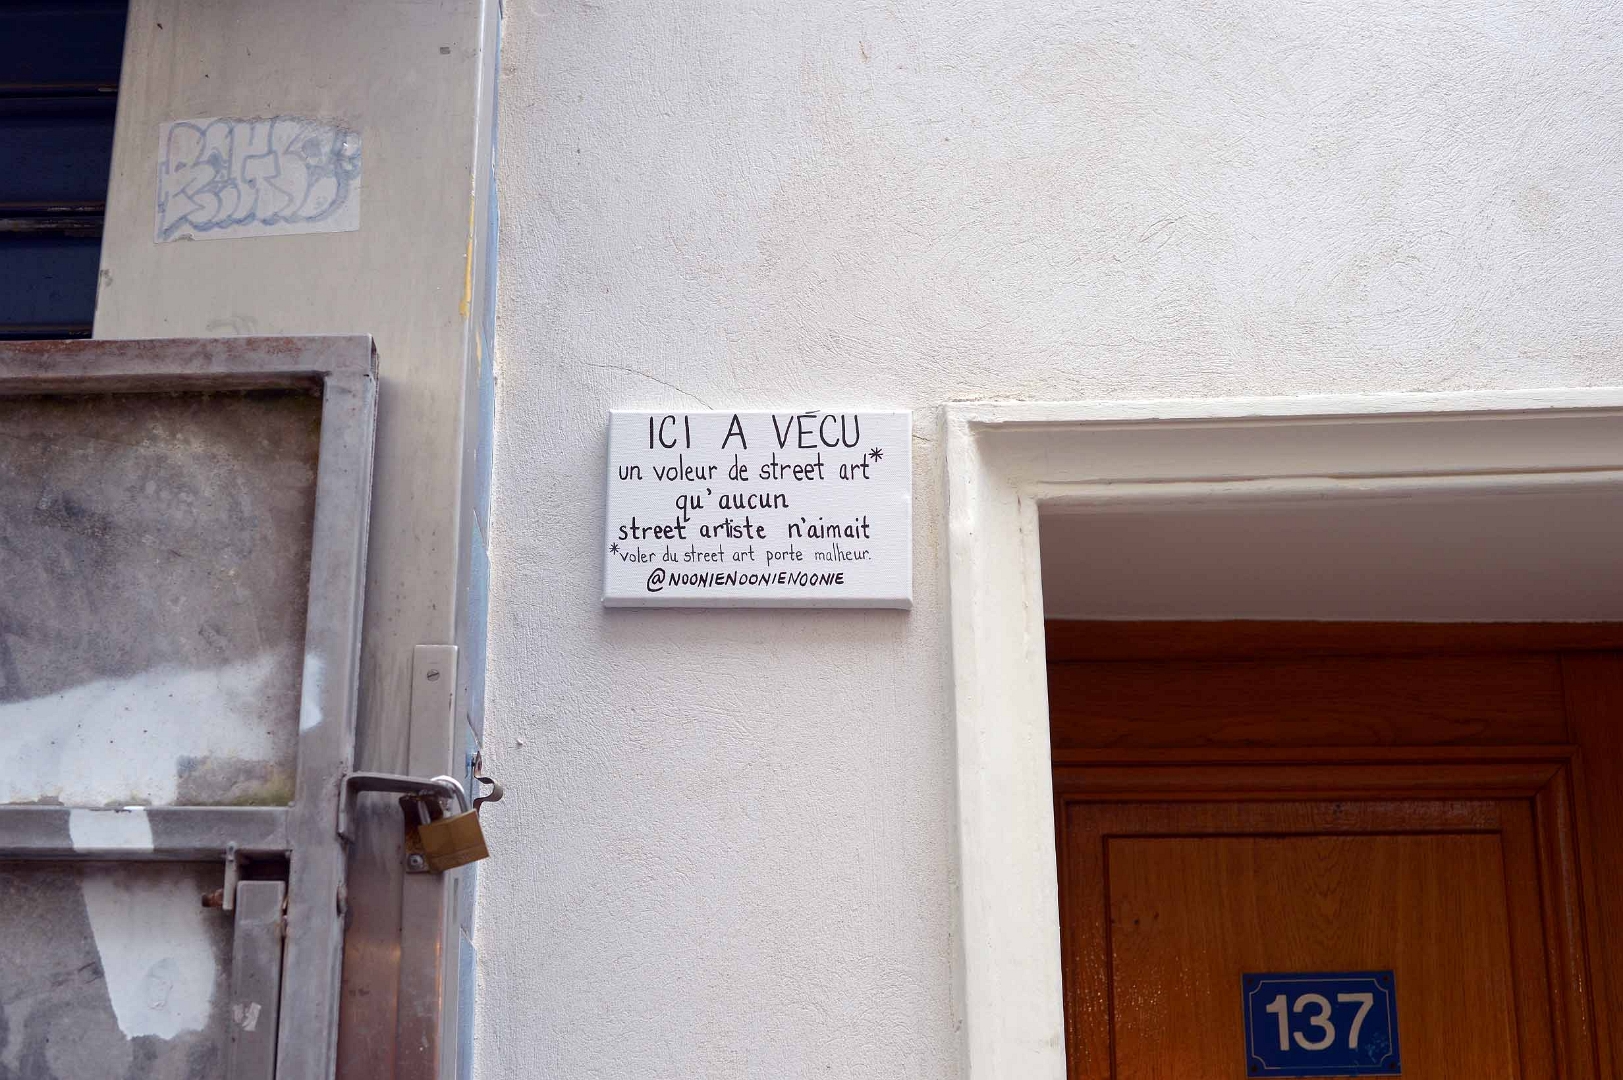 ICI A VÉCU
un voleur de street art*
qu'aucun
street artiste n'aimait
*voler du street art porte malheur.
@NOONIENOONIENOONIE
137